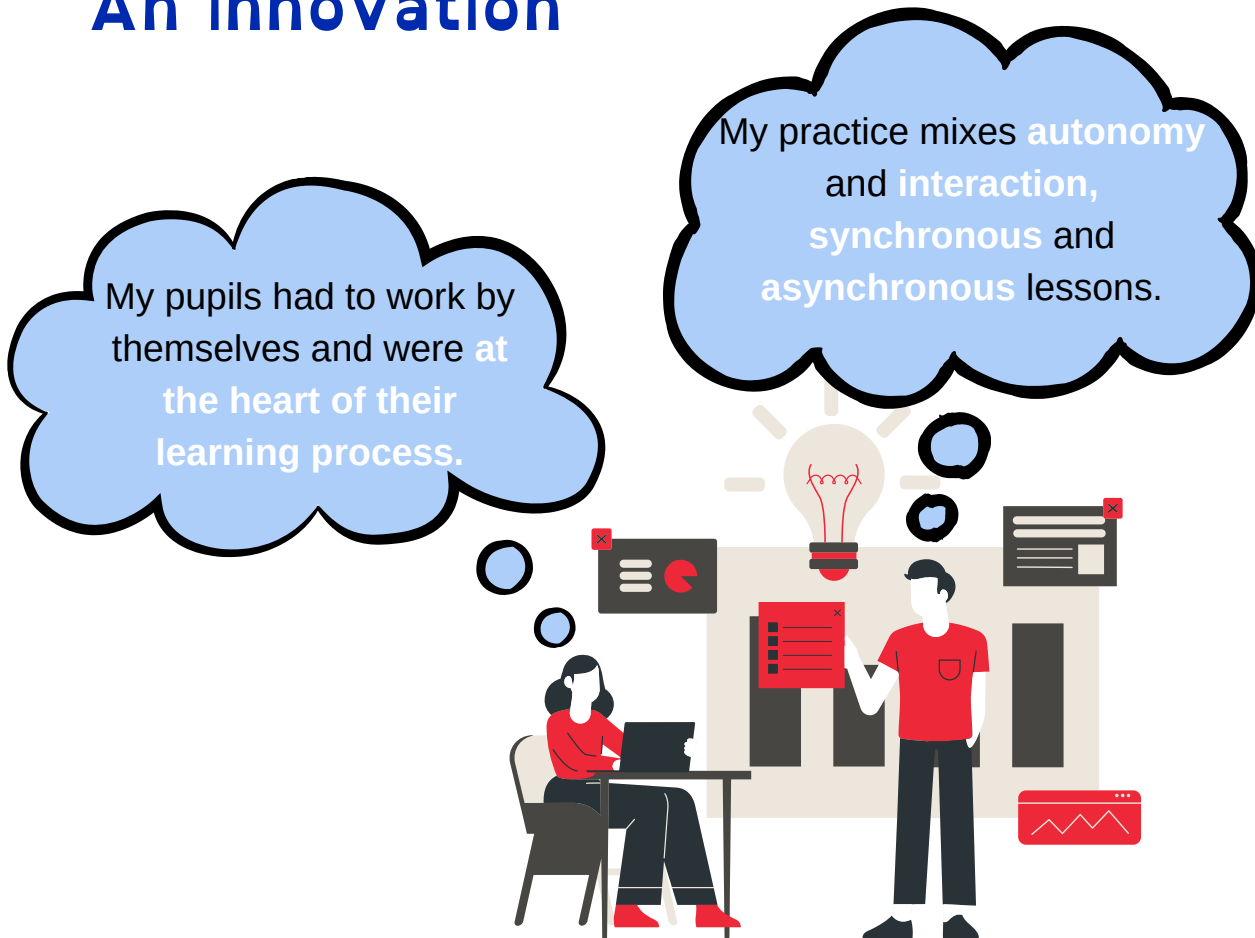 An innovation
My practice mixes autonomy
and interaction,
synchronous and
asynchronous lessons.
My pupils had to work by
themselves and were at
the heart of their
learning process.